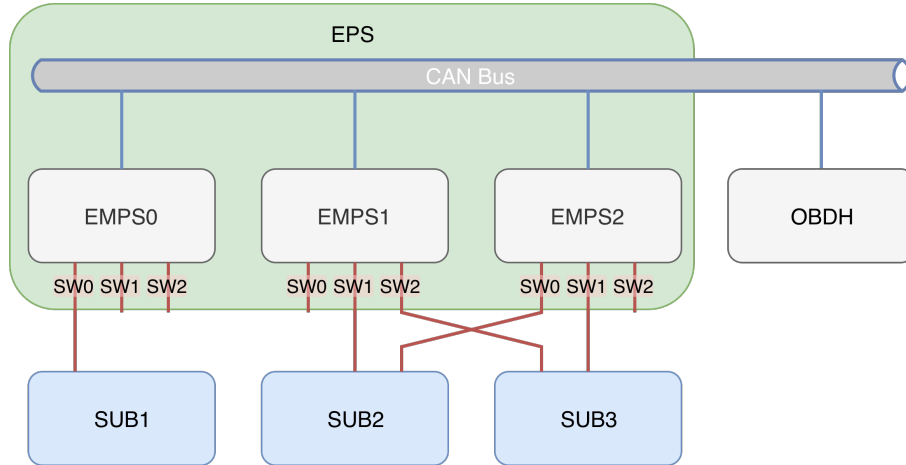 EPS
CAN Bus
EMPS0
EMPS1
EMPS2
OBDH
SW0 SW1 SW2
SW0 SW1 SW2
SW0 SW1 SW2
SUB1
SUB2
SUB3